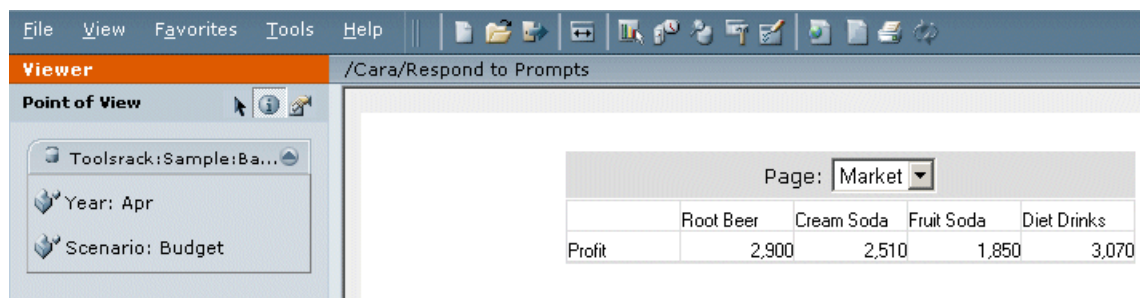 File View Favorites Tools Help
Viewer /Cara/Respond to Prompts
Point of View
Toolsrack:Sample:Ba...
Year: Apr
Scenario: Budget
Page: Market
Root Beer Cream Soda Fruit Soda Diet Drinks
Profit 2,900 2,510 1,850 3,070